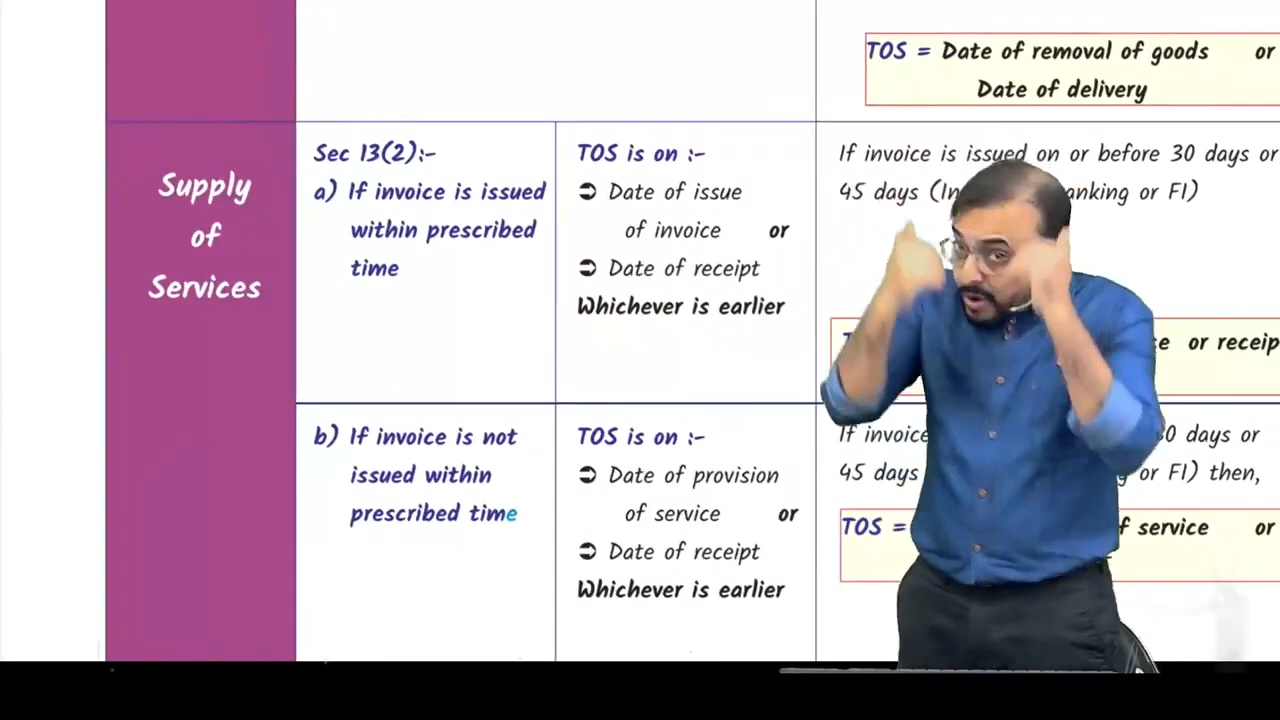 TOS = Date of removal of goods or
Date of delivery
Supply
of
Services
Sec 13(2):-
a) If invoice is issued
within prescribed
time
TOS is on :-
➲ Date of issue
of invoice or
➲ Date of receipt
Whichever is earlier
If invoice is issued on or before 30 days or
45 days (In anking or FI)
e or receip
b) If invoice is not
issued within
prescribed time
TOS is on :-
➲ Date of provision
of service or
➲ Date of receipt
Whichever is earlier
If invoice 30 days or
45 days or FI) then,
TOS = f service or